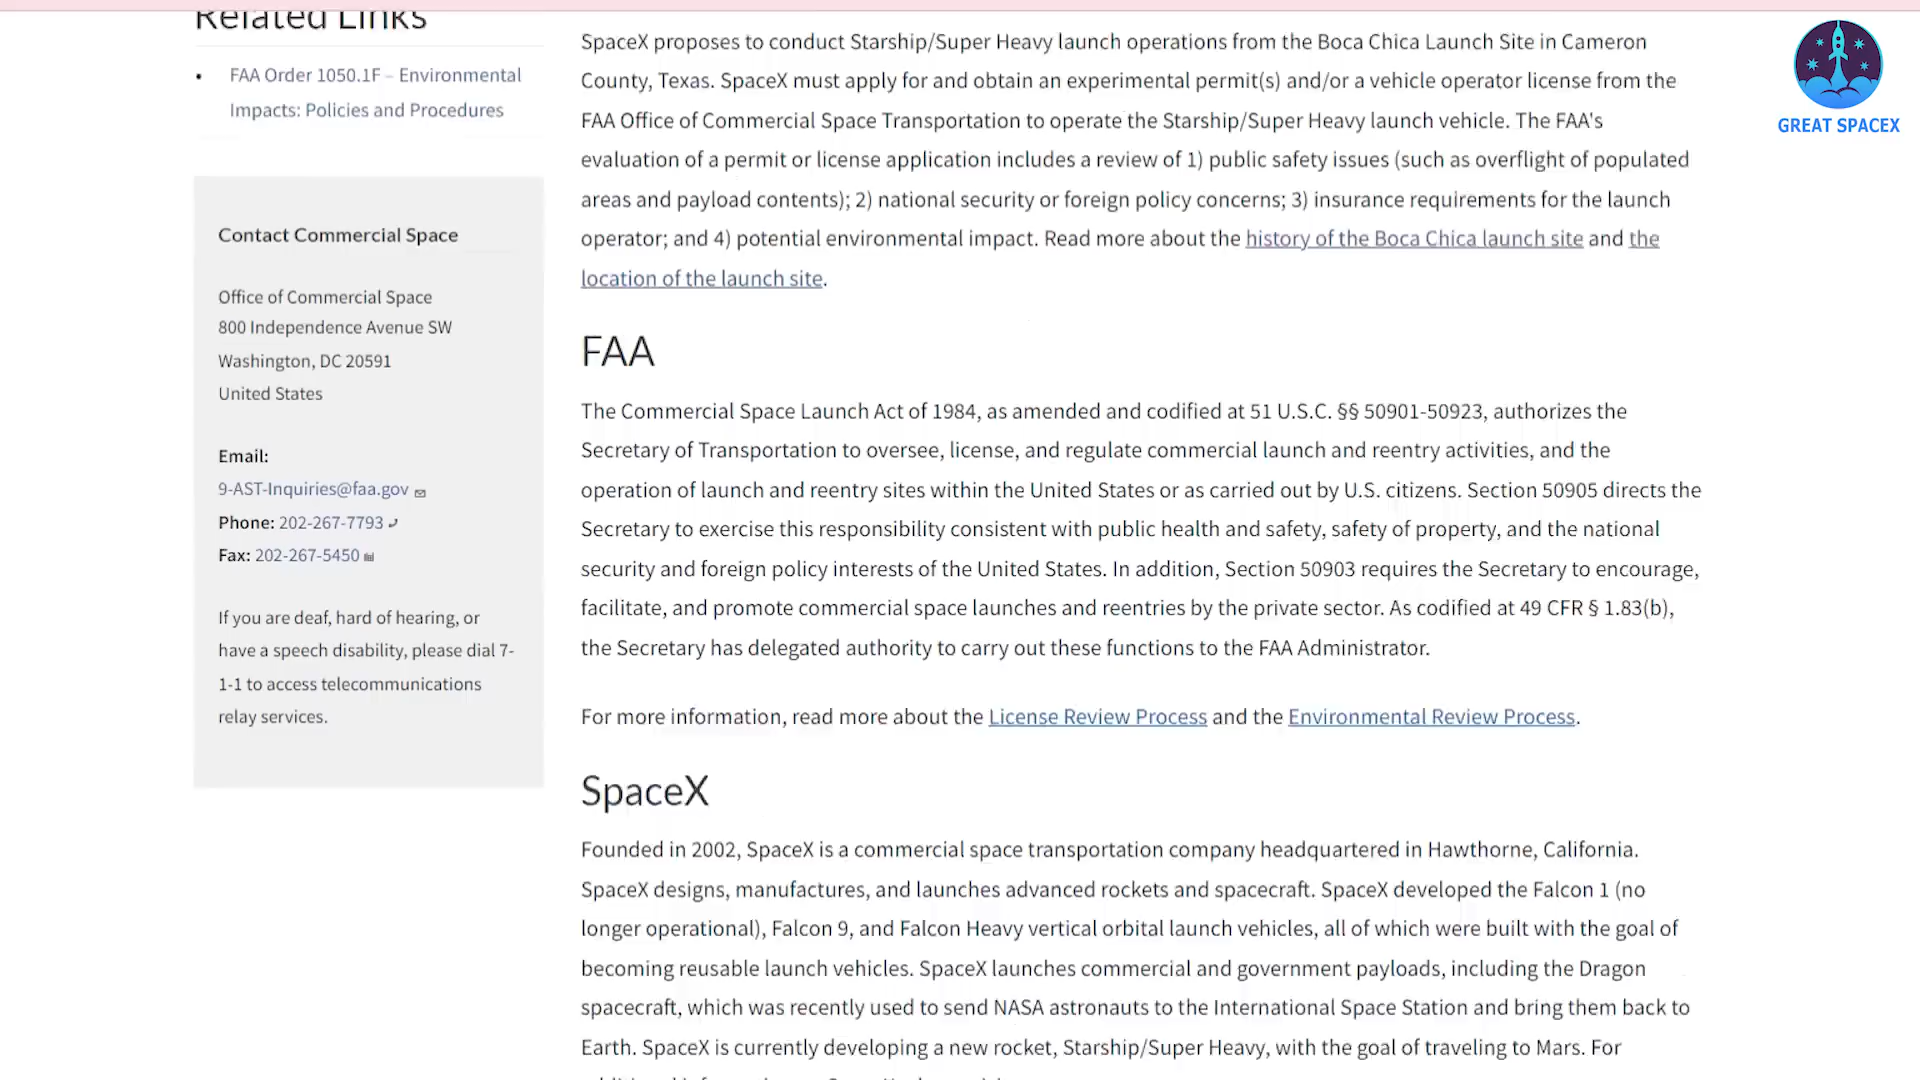 Related Links
• FAA Order 1050.1F – Environmental
Impacts: Policies and Procedures
Contact Commercial Space
Office of Commercial Space
800 Independence Avenue SW
Washington, DC 20591
United States
Email:
9-AST-Inquiries@faa.gov
Phone: 202-267-7793
Fax: 202-267-5450
If you are deaf, hard of hearing, or
have a speech disability, please dial 7-
1-1 to access telecommunications
relay services.
SpaceX proposes to conduct Starship/Super Heavy launch operations from the Boca Chica Launch Site in Cameron
County, Texas. SpaceX must apply for and obtain an experimental permit(s) and/or a vehicle operator license from the
FAA Office of Commercial Space Transportation to operate the Starship/Super Heavy launch vehicle. The FAA's
evaluation of a permit or license application includes a review of 1) public safety issues (such as overflight of populated
areas and payload contents); 2) national security or foreign policy concerns; 3) insurance requirements for the launch
operator; and 4) potential environmental impact. Read more about the history of the Boca Chica launch site and the
location of the launch site.
FAA
The Commercial Space Launch Act of 1984, as amended and codified at 51 U.S.C. §§ 50901-50923, authorizes the
Secretary of Transportation to oversee, license, and regulate commercial launch and reentry activities, and the
operation of launch and reentry sites within the United States or as carried out by U.S. citizens. Section 50905 directs the
Secretary to exercise this responsibility consistent with public health and safety, safety of property, and the national
security and foreign policy interests of the United States. In addition, Section 50903 requires the Secretary to encourage,
facilitate, and promote commercial space launches and reentries by the private sector. As codified at 49 CFR § 1.83(b),
the Secretary has delegated authority to carry out these functions to the FAA Administrator.
For more information, read more about the License Review Process and the Environmental Review Process.
SpaceX
Founded in 2002, SpaceX is a commercial space transportation company headquartered in Hawthorne, California.
SpaceX designs, manufactures, and launches advanced rockets and spacecraft. SpaceX developed the Falcon 1 (no
longer operational), Falcon 9, and Falcon Heavy vertical orbital launch vehicles, all of which were built with the goal of
becoming reusable launch vehicles. SpaceX launches commercial and government payloads, including the Dragon
spacecraft, which was recently used to send NASA astronauts to the International Space Station and bring them back to
Earth. SpaceX is currently developing a new rocket, Starship/Super Heavy, with the goal of traveling to Mars. For
GREAT SPACEX